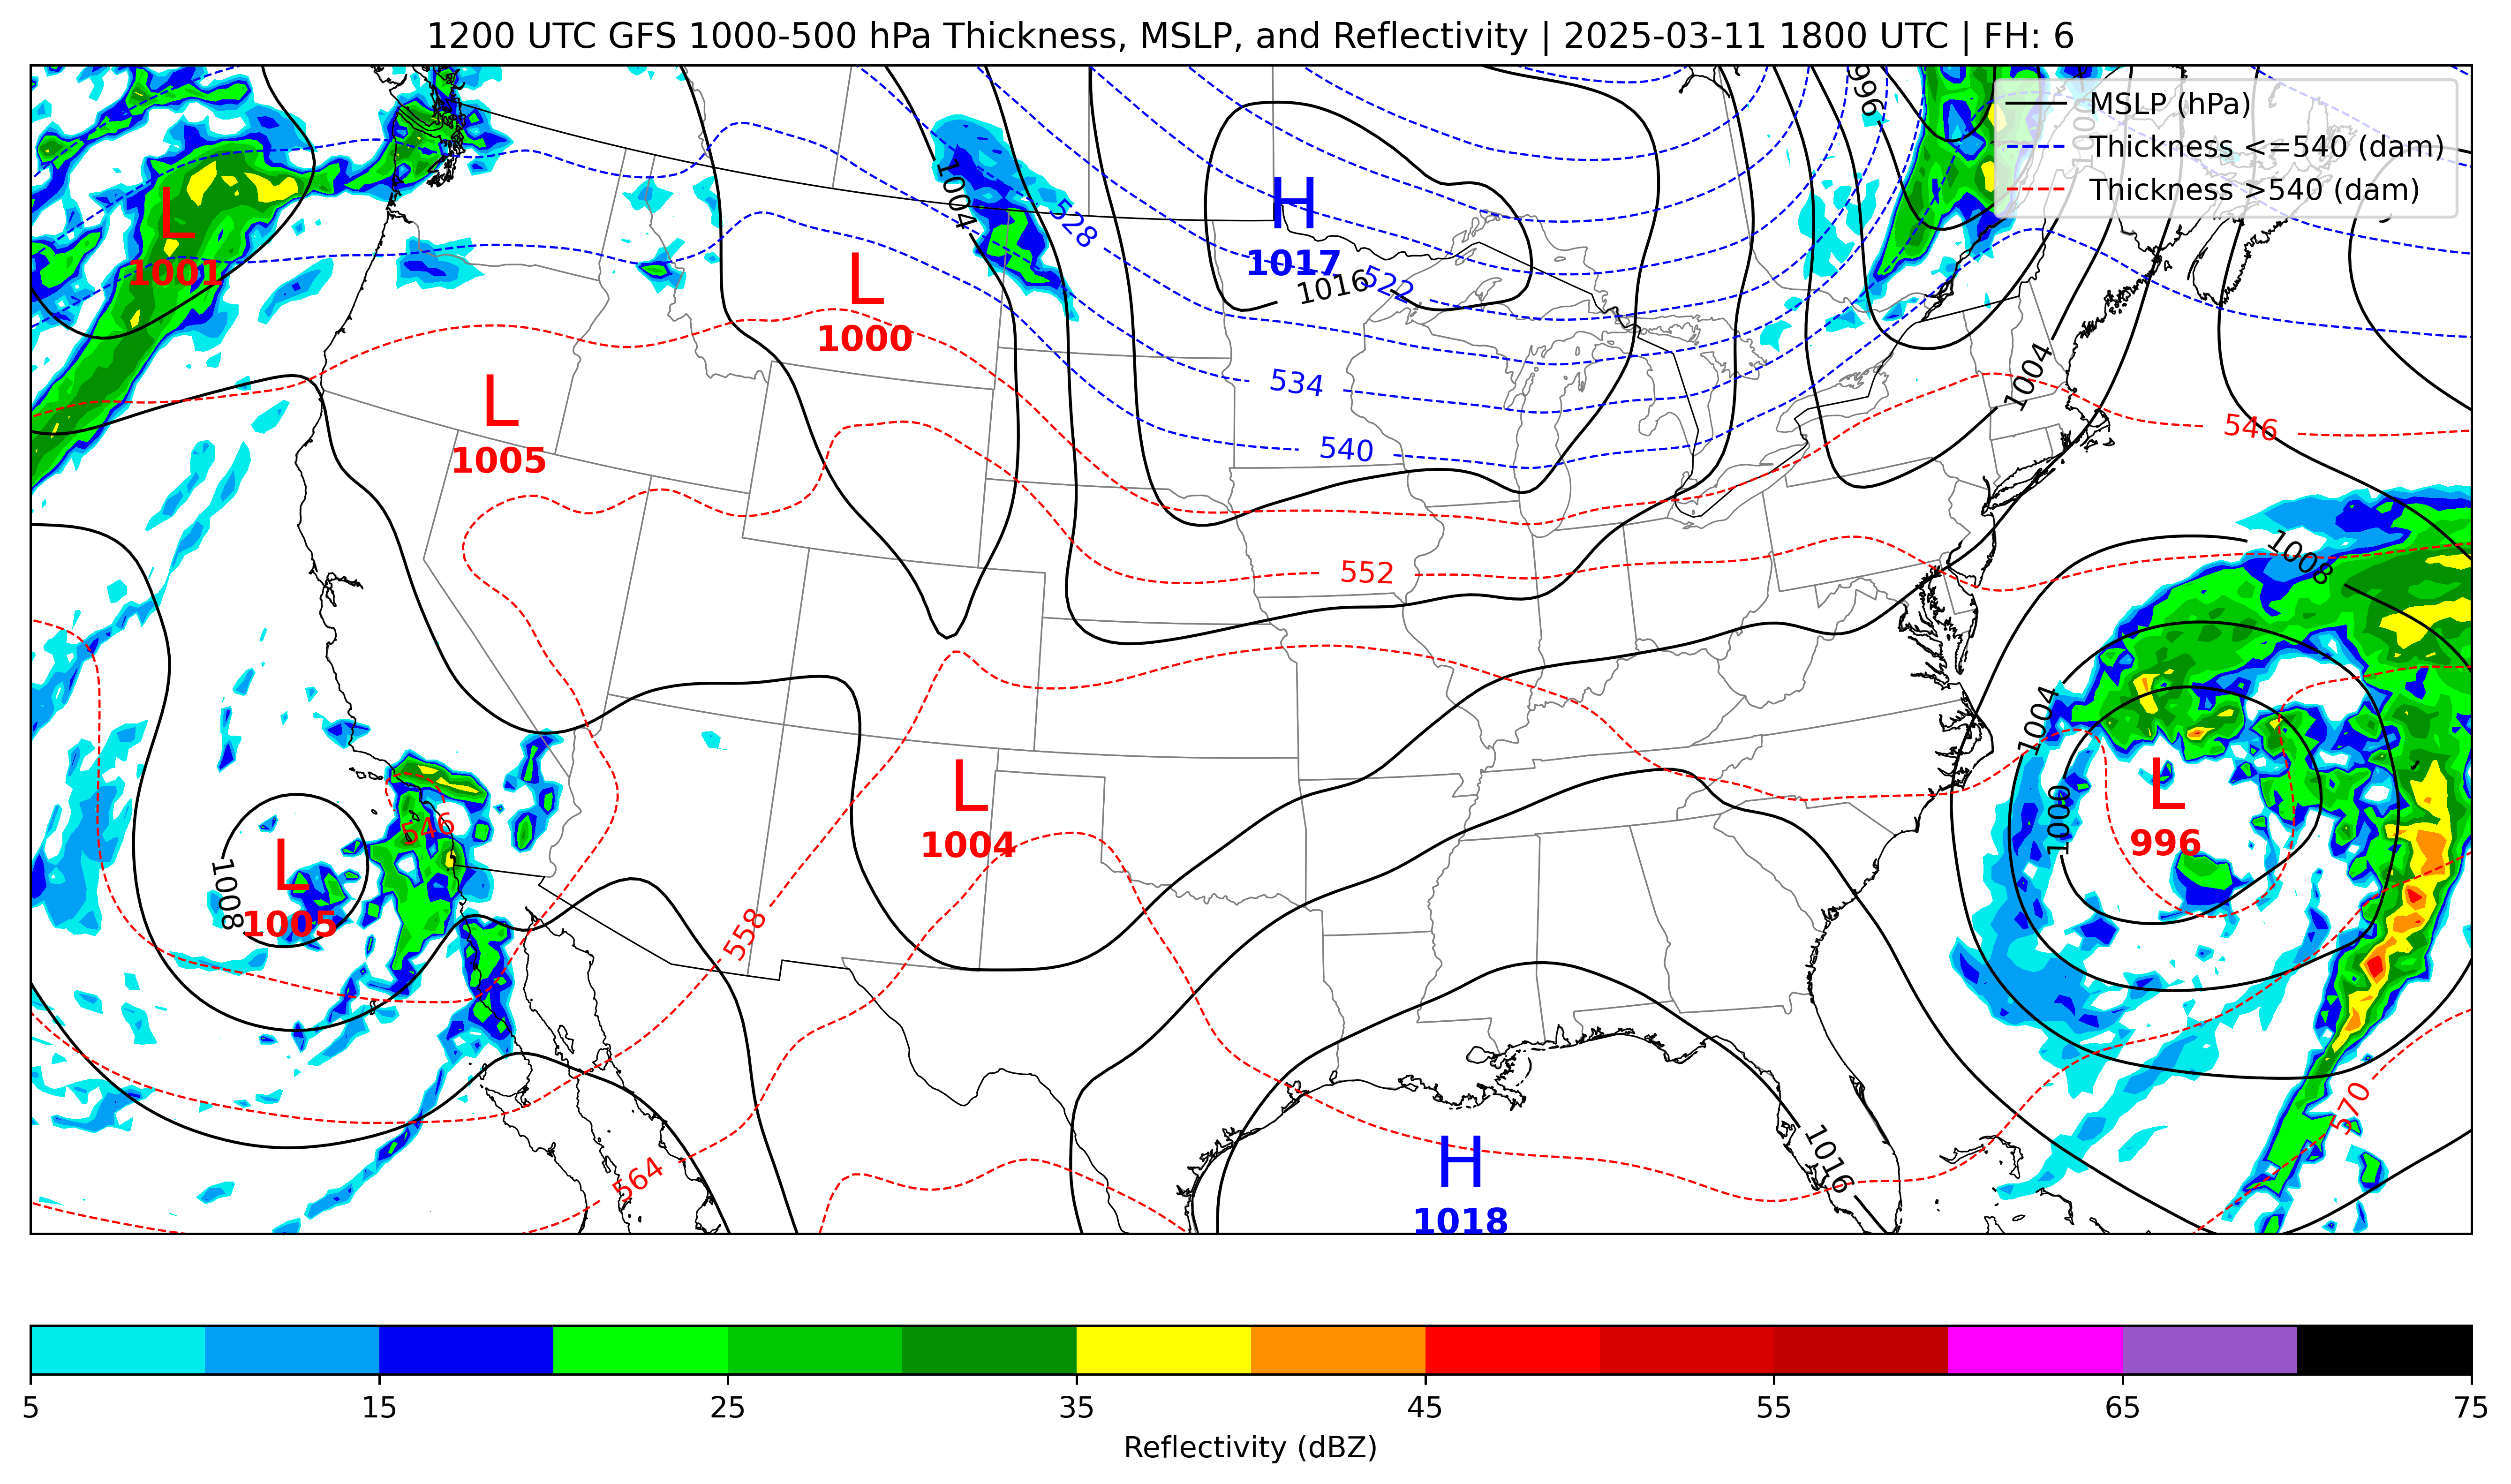 1200 UTC GFS 1000-500 hPa Thickness, MSLP, and Reflectivity | 2025-03-11 1800 UTC | FH: 6
MSLP (hPa)
Thickness <=540 (dam)
Thickness >540 (dam)
996
1004
L
1001
H
1017
528
L
1000
1016
522
L
1005
534
1004
546
540
1008
552
1004
L
1004
L
996
1000
546
L
1005
1008
558
570
H
1018
1016
564
5 15 25 35 45 55 65 75
Reflectivity (dBZ)